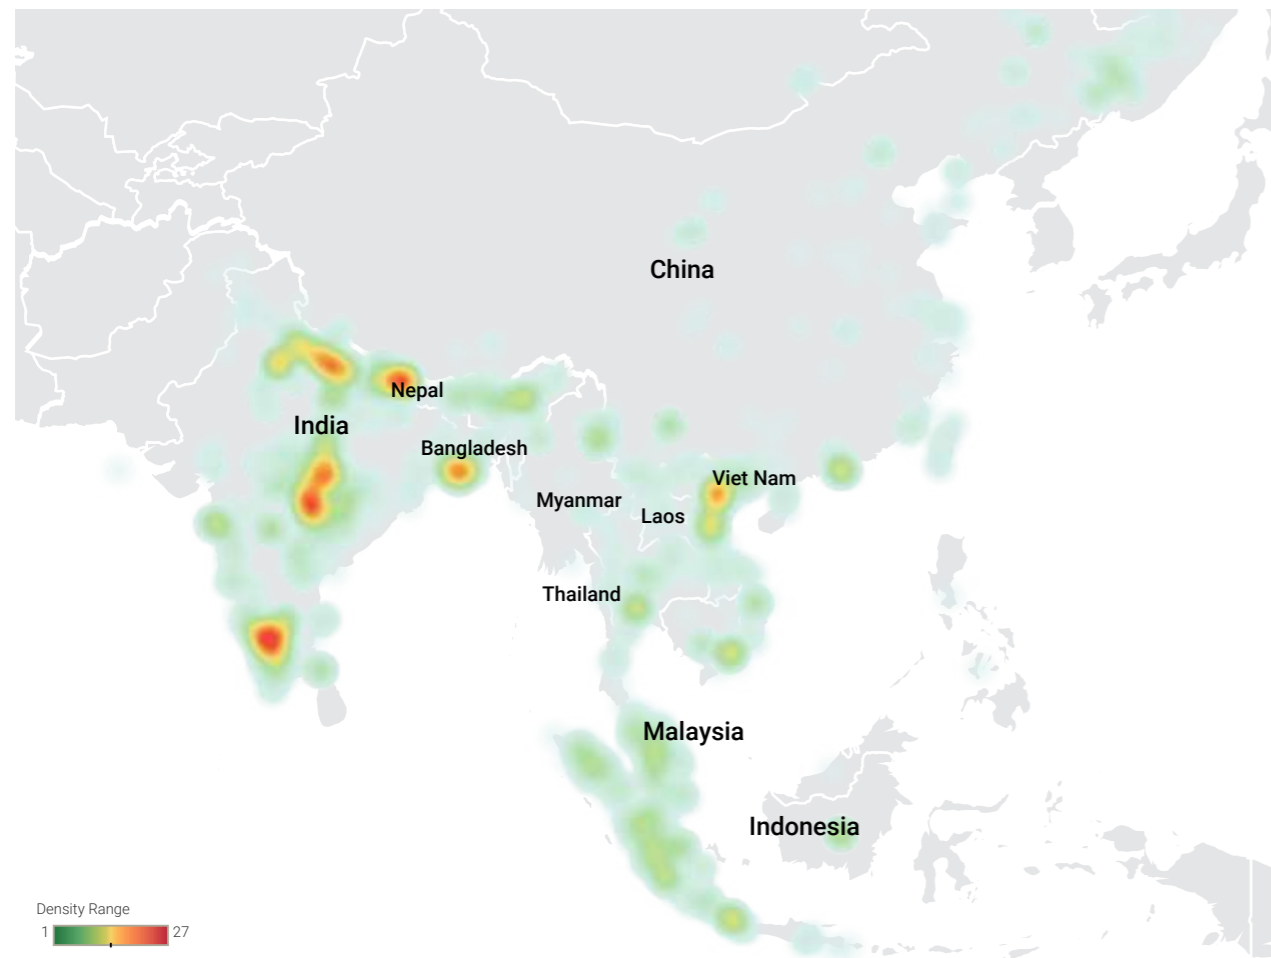 China
Nepal
India
Bangladesh
Viet Nam
Myanmar
Laos
Thailand
Malaysia
Indonesia
Density Range
1 27